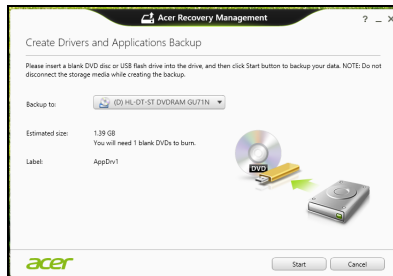 Acer Recovery Management
? _ ×
Create Drivers and Applications Backup
Please insert a blank DVD disc or USB flash drive into the drive, and then click Start button to backup your data. NOTE: Do not
disconnect the storage media while creating the backup.
Backup to: (D) HL-DT-ST DVDRAM GU71N
Estimated size: 1.39 GB
You will need 1 blank DVDs to burn.
Label: AppDrv1
DVD
acer
Start Cancel